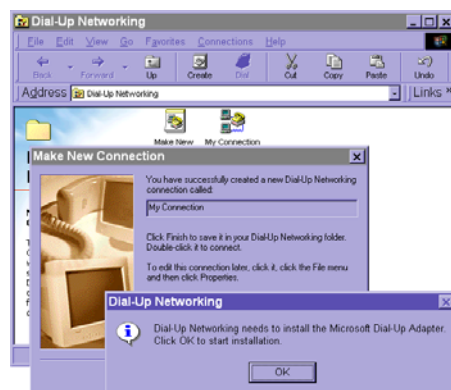 Dial-Up Networking
File Edit View Go Favorites Connections Help
Back Forward Up Create Dial Cut Copy Paste Undo
Address Dial-Up Networking Links »
Make New My Connection
Make New Connection
You have successfully created a new Dial-Up Networking
connection called:
My Connection
Click Finish to save it in your Dial-Up Networking folder.
Double-click it to connect.
To edit this connection later, click it, click the File menu
and then click Properties.
Dial-Up Networking
Dial-Up Networking needs to install the Microsoft Dial-Up Adapter.
Click OK to start installation.
OK